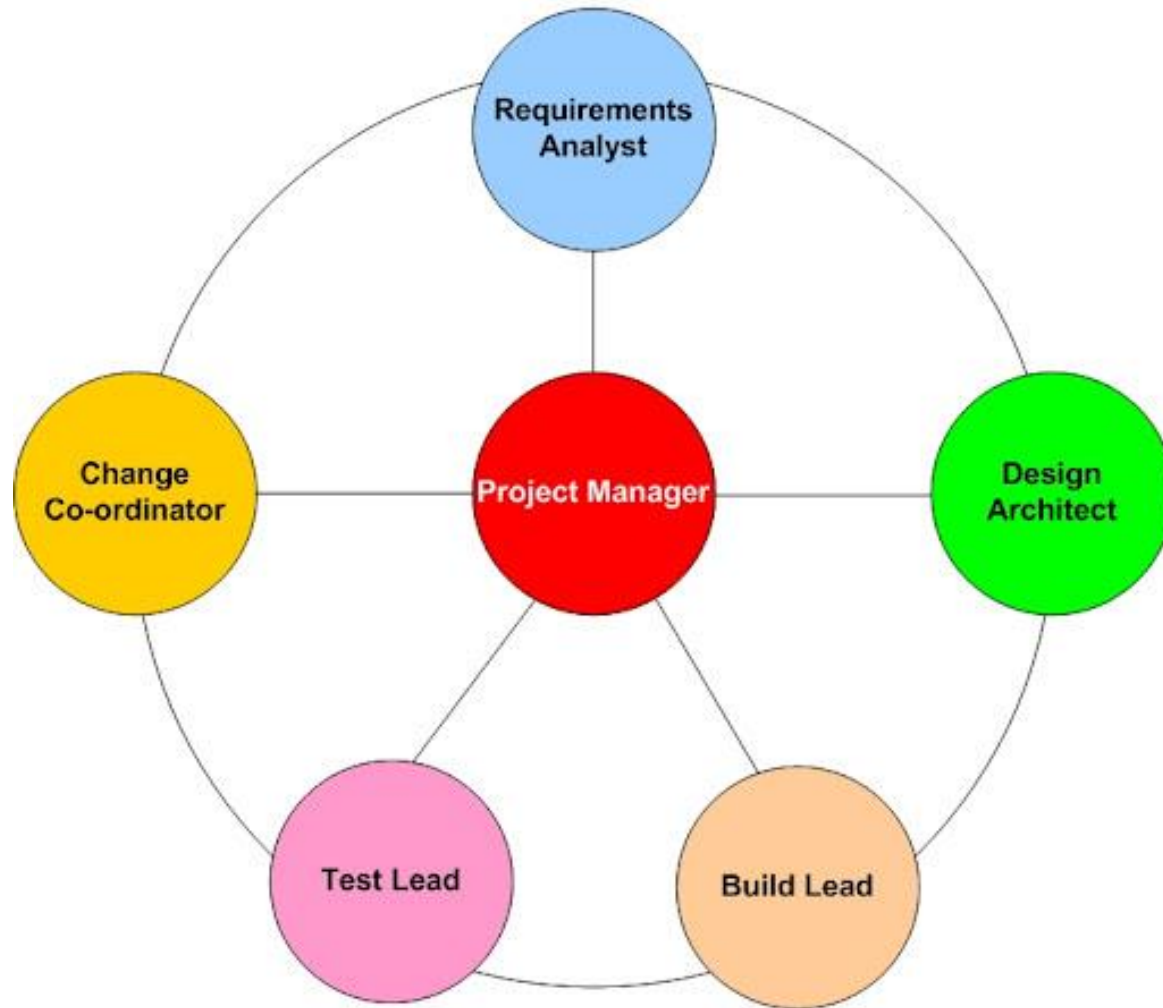 Requirements
Analyst
Change
Co-ordinator
Project Manager
Design
Architect
Test Lead
Build Lead